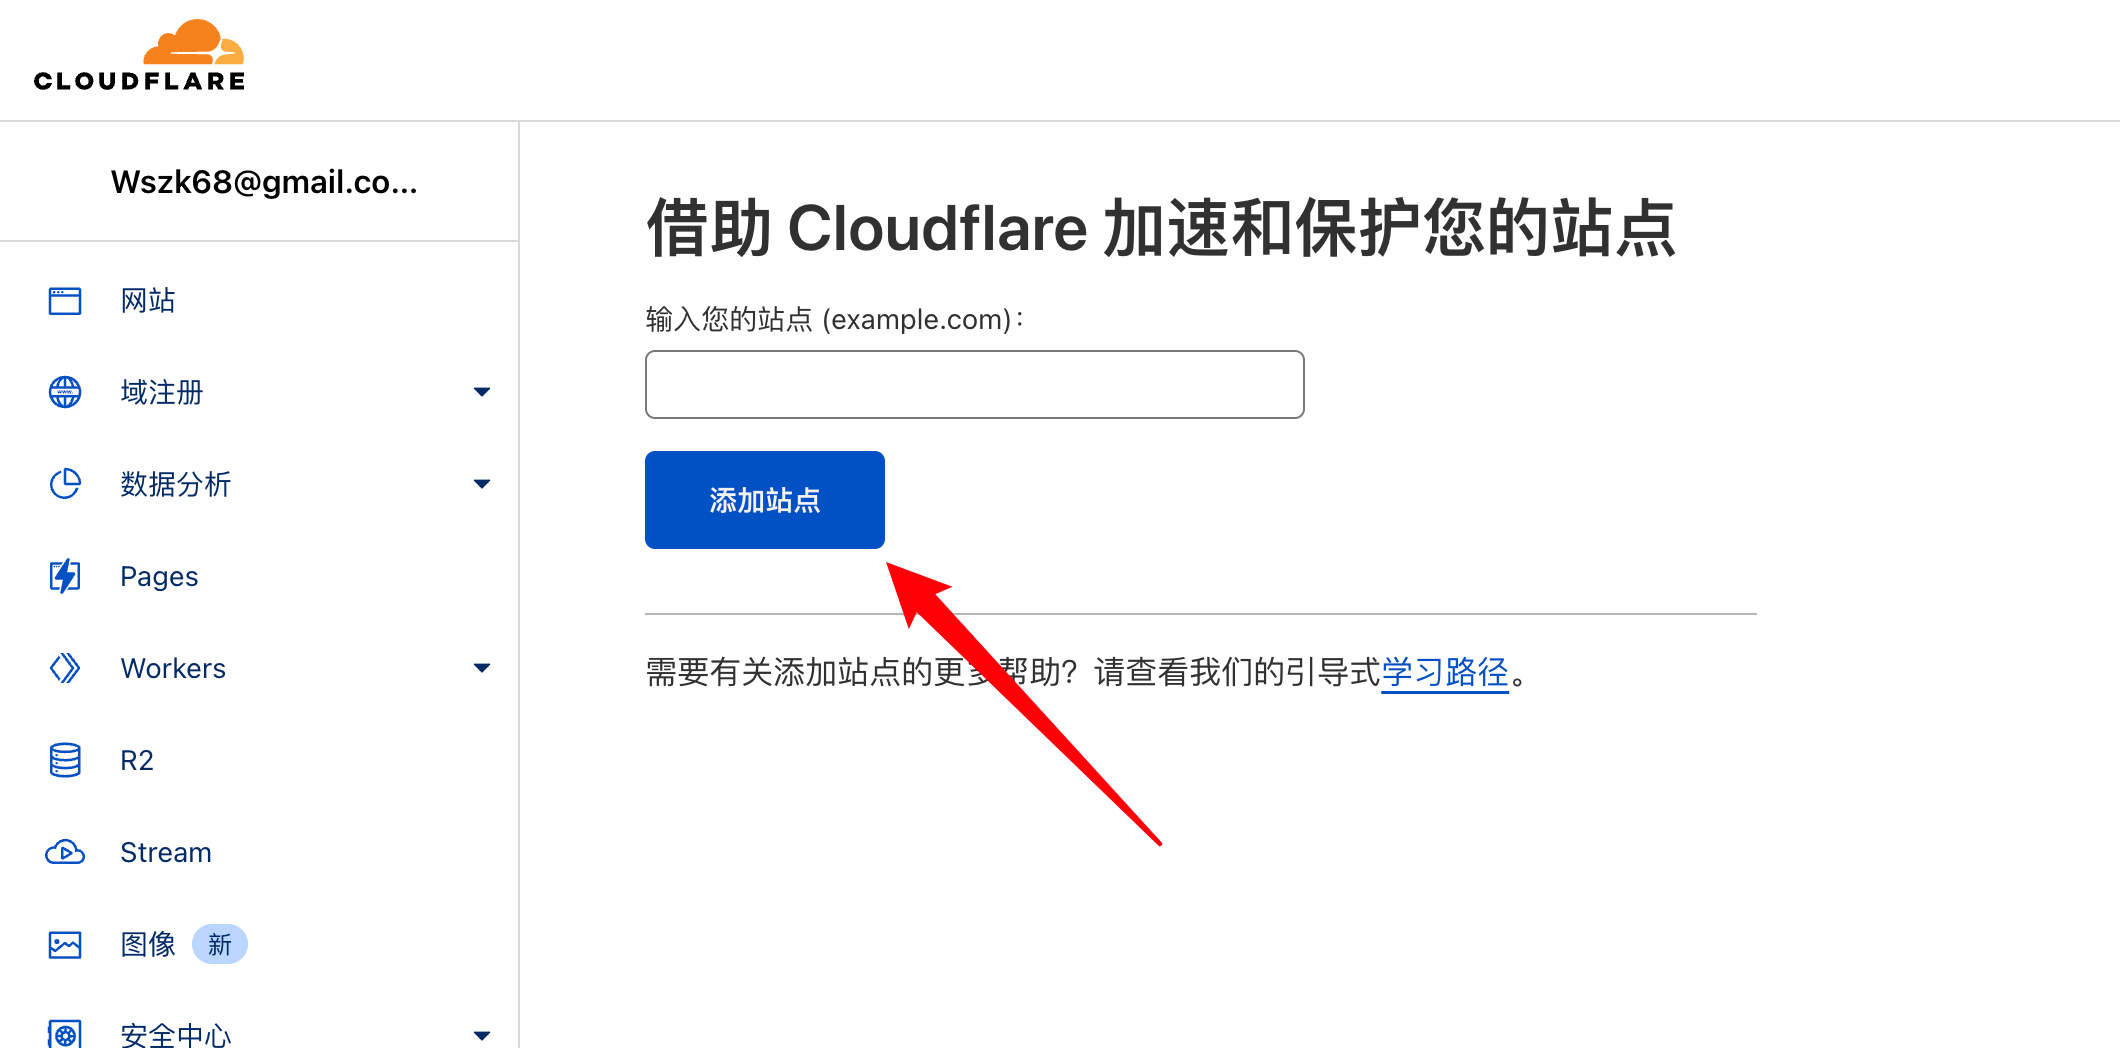 CLOUDFLARE
Wszk68@gmail.co...
网站
域注册
数据分析
Pages
Workers
R2
Stream
图像 新
安全中心
借助 Cloudflare 加速和保护您的站点
输入您的站点 (example.com)：
添加站点
需要有关添加站点的更多帮助？请查看我们的引导式学习路径。